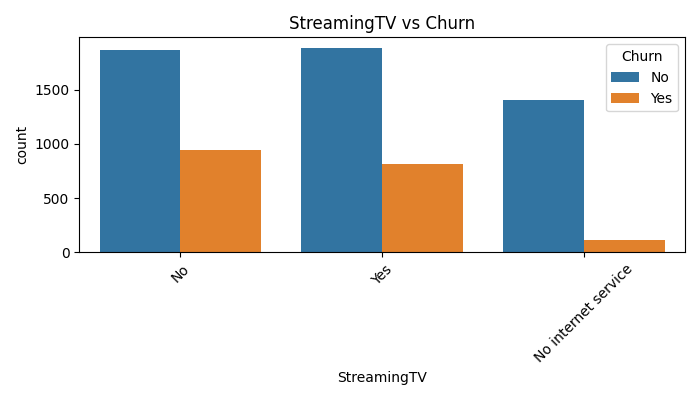 StreamingTV vs Churn
Churn
No
Yes
count
1500
1000
500
0
No
Yes
No internet service
StreamingTV